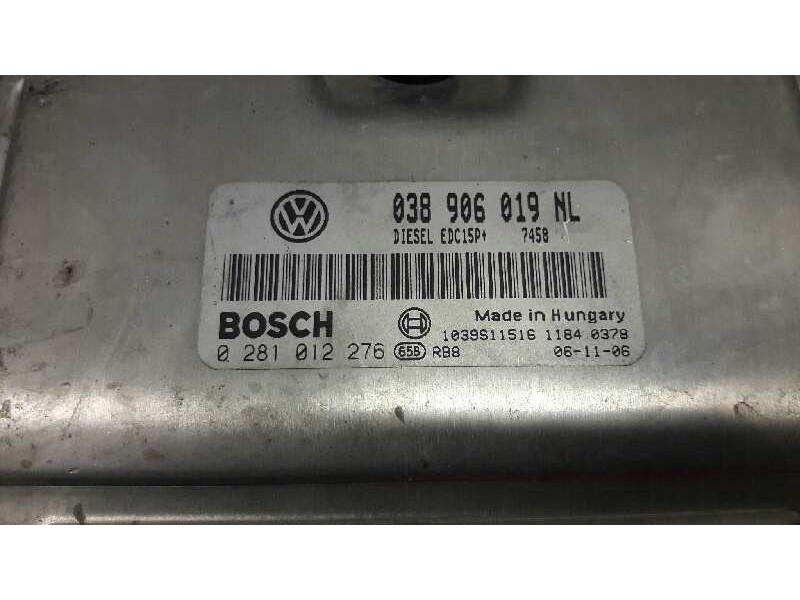 VW 038 906 019 NL
DIESEL EDC15P+ 7458
BOSCH Made in Hungary
1039S11516 1184 0378
0 281 012 276 65B RB8 06-11-06